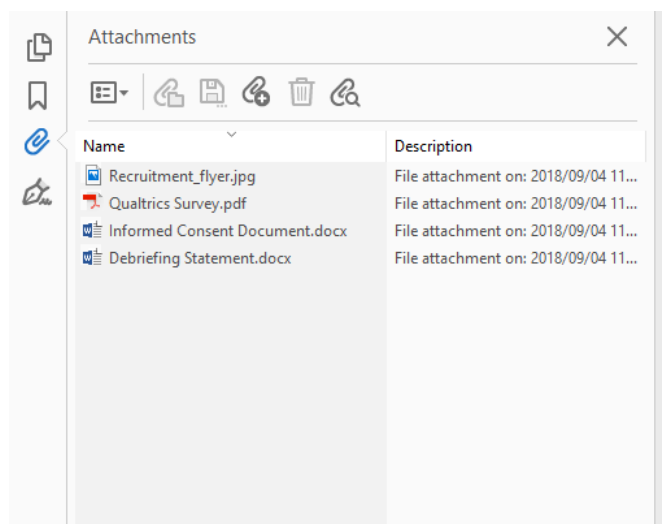 Attachments
Name Description
Recruitment_flyer.jpg File attachment on: 2018/09/04 11...
Qualtrics Survey.pdf File attachment on: 2018/09/04 11...
Informed Consent Document.docx File attachment on: 2018/09/04 11...
Debriefing Statement.docx File attachment on: 2018/09/04 11...